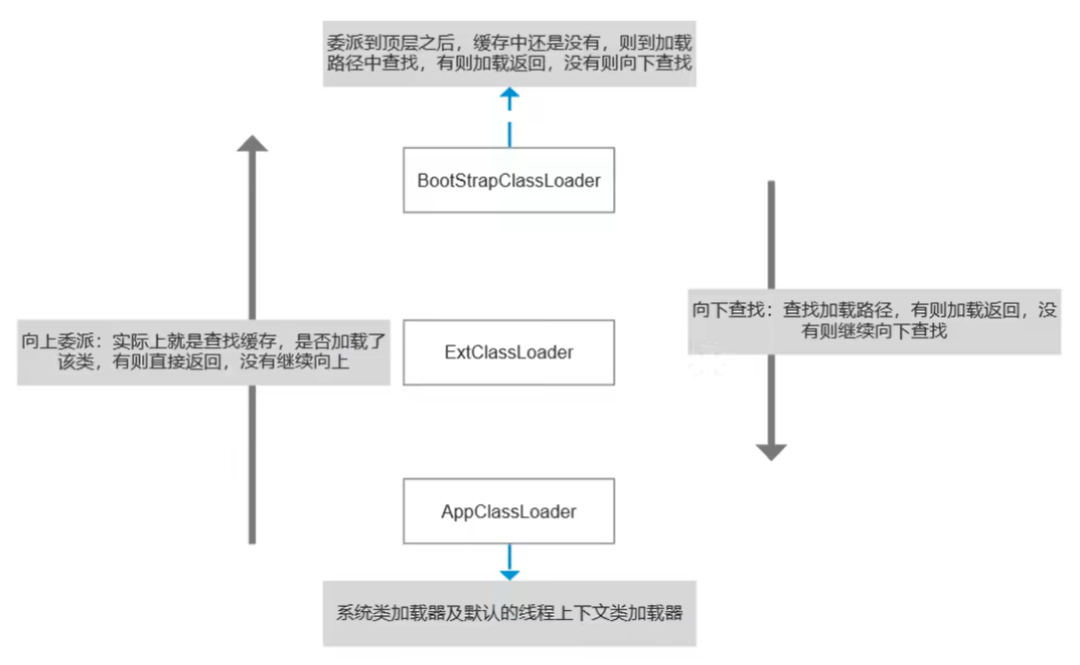 委派到顶层之后，缓存中还是没有，则到加载
路径中查找，有则加载返回，没有则向下查找
BootStrapClassLoader
向上委派：实际上就是查找缓存，是否加载了
该类，有则直接返回，没有继续向上
ExtClassLoader
向下查找：查找加载路径，有则加载返回，没
有则继续向下查找
AppClassLoader
系统类加载器及默认的线程上下文类加载器